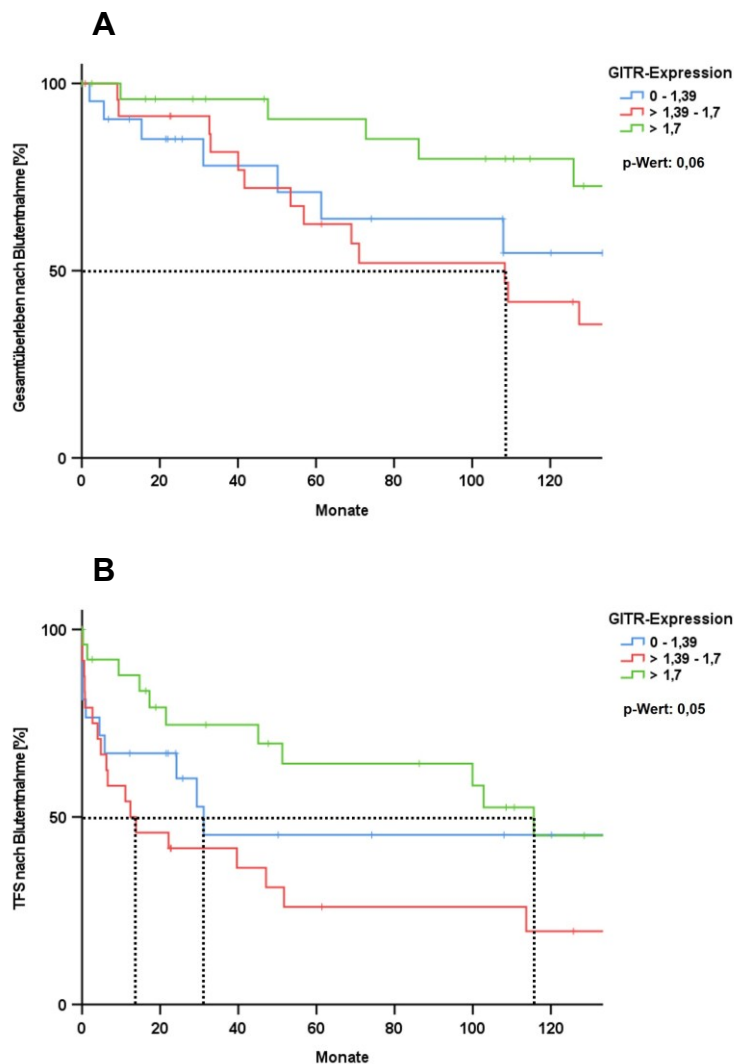 A
GITR-Expression
0 - 1,39
> 1,39 - 1,7
> 1,7
p-Wert: 0,06
Gesamtüberleben nach Blutentnahme [%]
100
50
0
0 20 40 60 80 100 120
Monate
B
GITR-Expression
0 - 1,39
> 1,39 - 1,7
> 1,7
p-Wert: 0,05
TFS nach Blutentnahme [%]
100
50
0
0 20 40 60 80 100 120
Monate